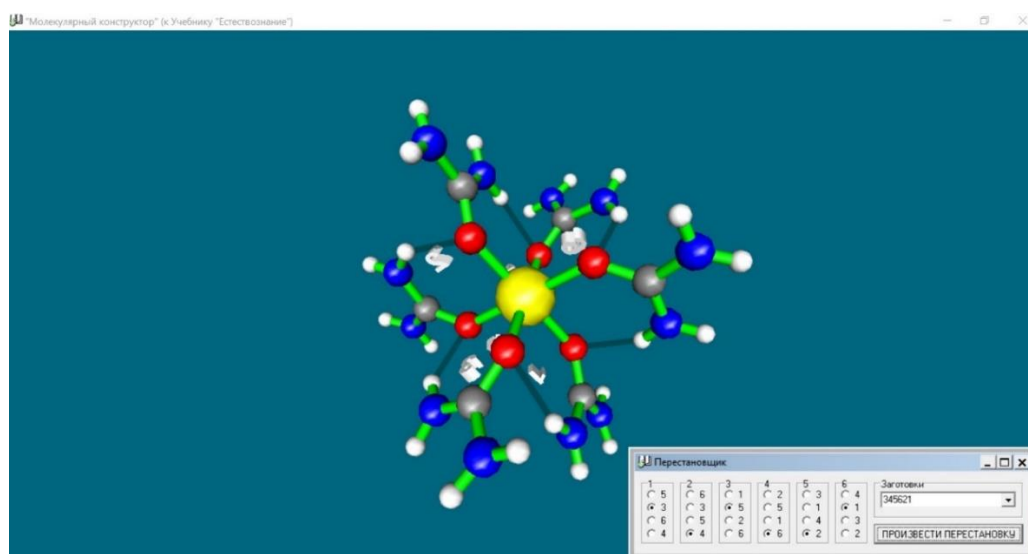 "Молекулярный конструктор" (к Учебнику "Естествознание")
Перестановщик
1 2 3 4 5 6 Заготовки
5 6 1 2 3 4
3 3 5 5 1 1 345621
6 5 2 1 4 3
4 4 6 6 2 2 ПРОИЗВЕСТИ ПЕРЕСТАНОВКУ